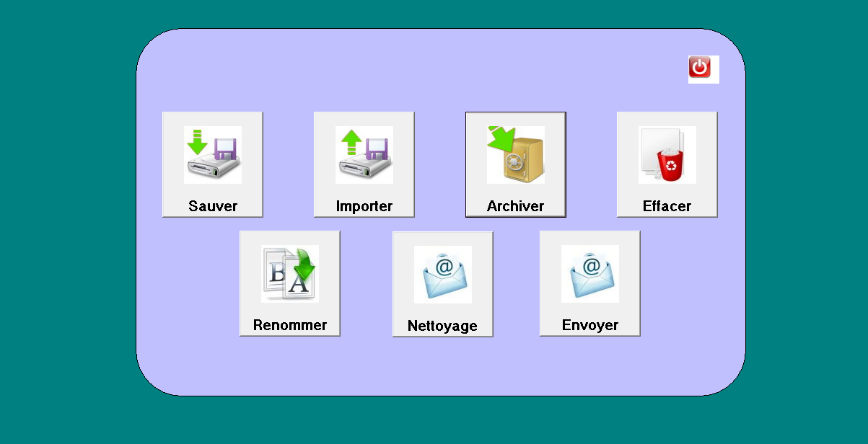 Sauver
Importer
Archiver
Effacer
Renommer
Nettoyage
Envoyer